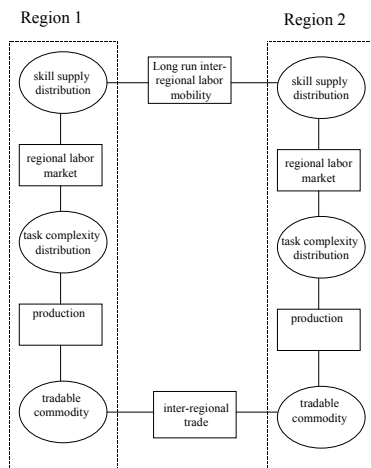 Region 1
Region 2
skill supply
distribution
Long run inter-
regional labor
mobility
skill supply
distribution
regional labor
market
regional labor
market
task complexity
distribution
task complexity
distribution
production
production
tradable
commodity
inter-regional
trade
tradable
commodity